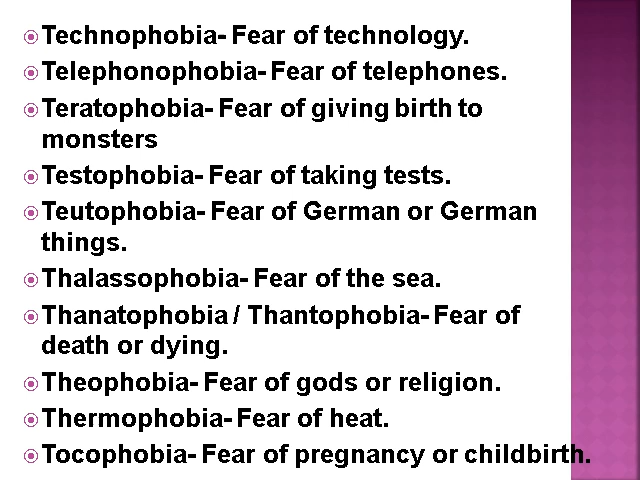 Technophobia- Fear of technology.
Telephonophobia- Fear of telephones.
Teratophobia- Fear of giving birth to
monsters
Testophobia- Fear of taking tests.
Teutophobia- Fear of German or German
things.
Thalassophobia- Fear of the sea.
Thanatophobia / Thantophobia- Fear of
death or dying.
Theophobia- Fear of gods or religion.
Thermophobia- Fear of heat.
Tocophobia- Fear of pregnancy or childbirth.